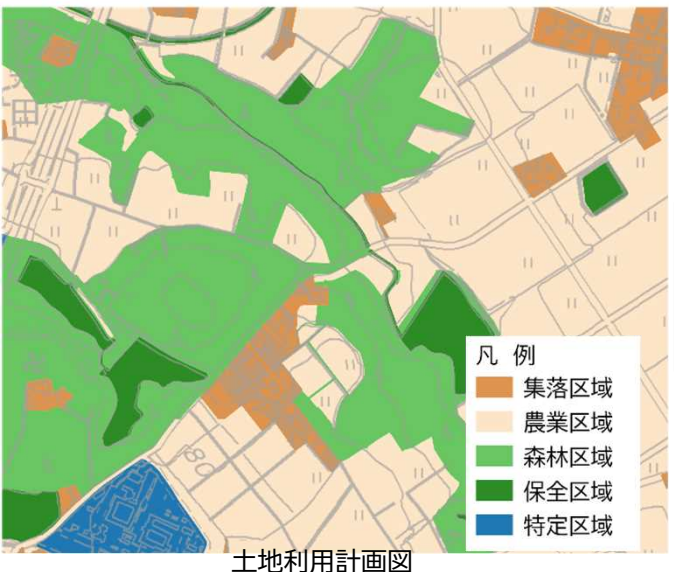 80
凡 例
集落区域
農業区域
森林区域
保全区域
特定区域
土地利用計画図